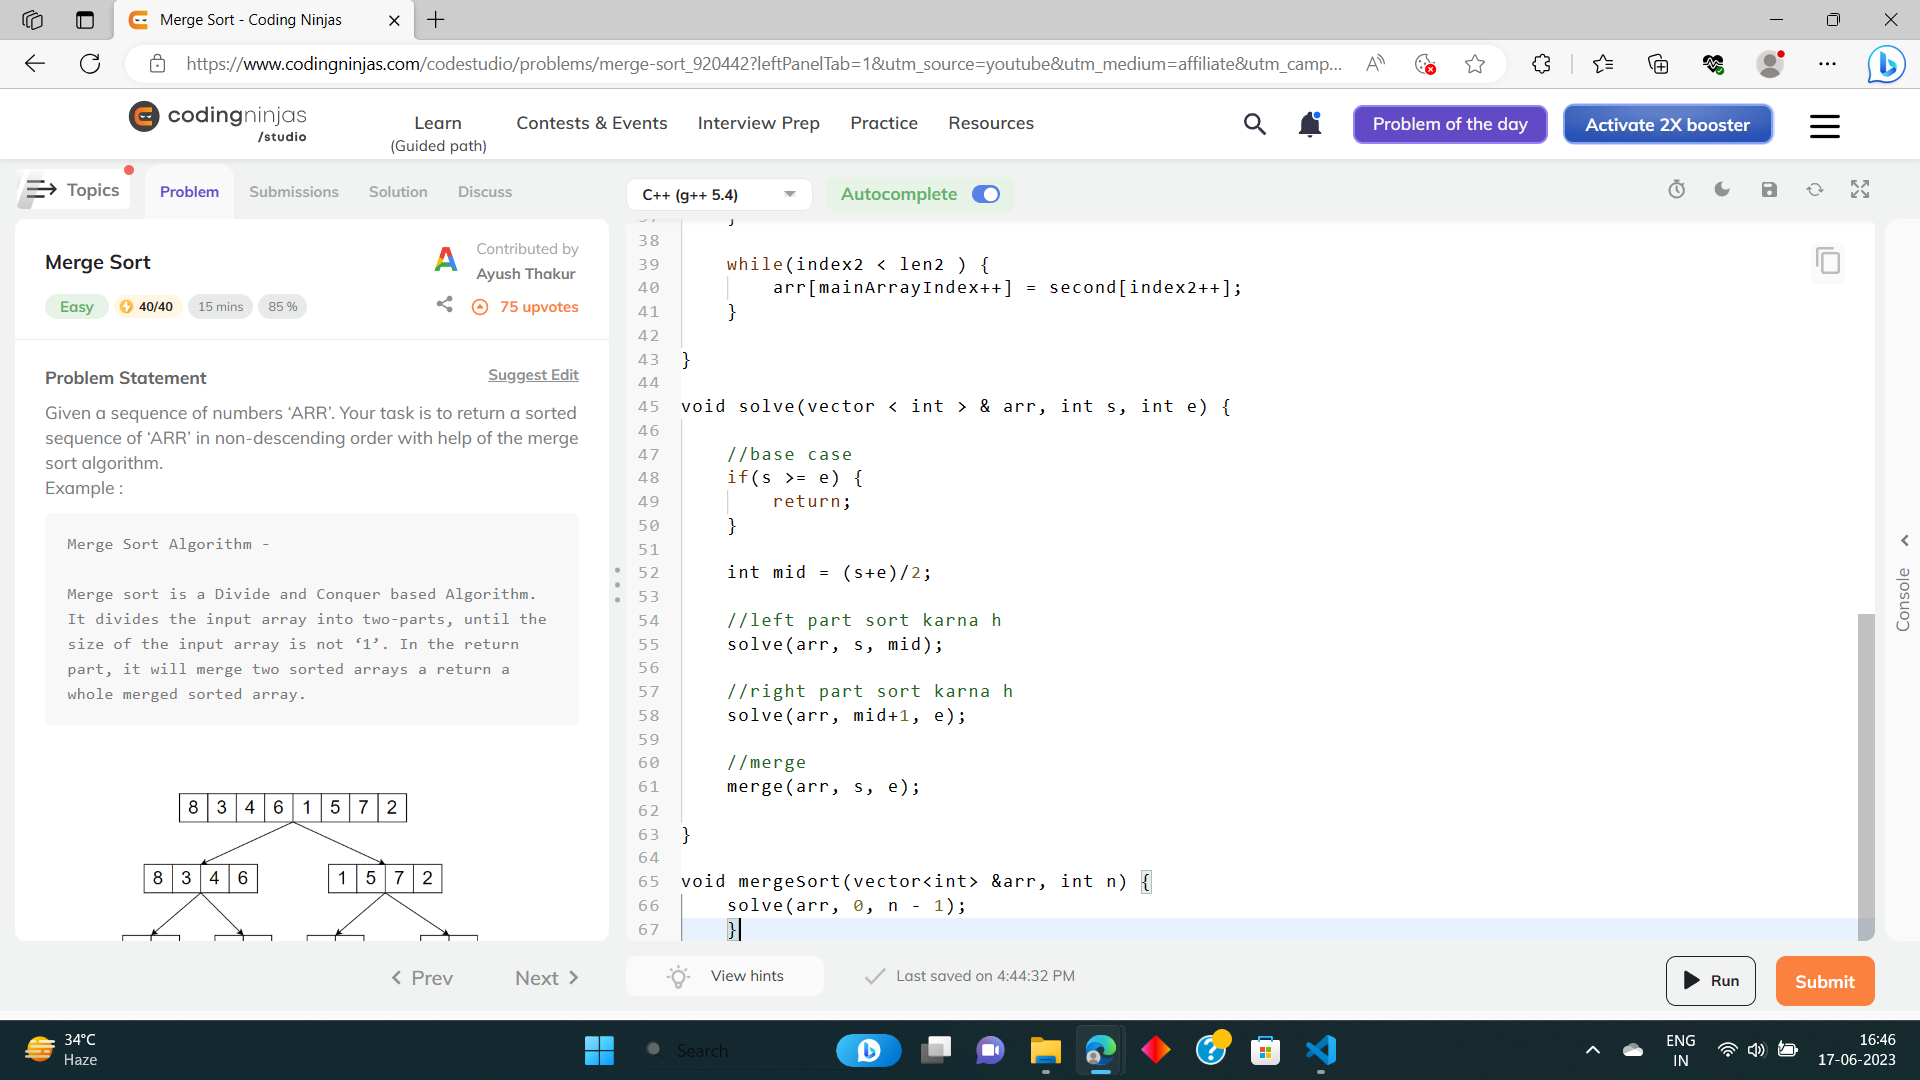 Merge Sort - Coding Ninjas
https://www.codingninjas.com/codestudio/problems/merge-sort_920442?leftPanelTab=1&utm_source=youtube&utm_medium=affiliate&utm_camp...
codingninjas
/studio
Learn
(Guided path)
Contests & Events
Interview Prep
Practice
Resources
Problem of the day
Activate 2X booster
Topics
Problem
Submissions
Solution
Discuss
C++ (g++ 5.4)
Autocomplete
Merge Sort
Contributed by
Ayush Thakur
Easy
40/40
15 mins
85 %
75 upvotes
Problem Statement
Suggest Edit
Given a sequence of numbers ‘ARR’. Your task is to return a sorted
sequence of ‘ARR’ in non-descending order with help of the merge
sort algorithm.
Example :
Merge Sort Algorithm -
Merge sort is a Divide and Conquer based Algorithm.
It divides the input array into two-parts, until the
size of the input array is not ‘1’. In the return
part, it will merge two sorted arrays a return a
whole merged sorted array.
8 3 4 6 1 5 7 2
8 3 4 6
1 5 7 2
Prev
Next
37 }
38
39 while(index2 < len2 ) {
40 arr[mainArrayIndex++] = second[index2++];
41 }
42
43 }
44
45 void solve(vector < int > & arr, int s, int e) {
46
47 //base case
48 if(s >= e) {
49 return;
50 }
51
52 int mid = (s+e)/2;
53
54 //left part sort karna h
55 solve(arr, s, mid);
56
57 //right part sort karna h
58 solve(arr, mid+1, e);
59
60 //merge
61 merge(arr, s, e);
62
63 }
64
65 void mergeSort(vector<int> &arr, int n) {
66 solve(arr, 0, n - 1);
67 }
Console
View hints
Last saved on 4:44:32 PM
Run
Submit
34°C
Haze
Search
ENG
IN
16:46
17-06-2023